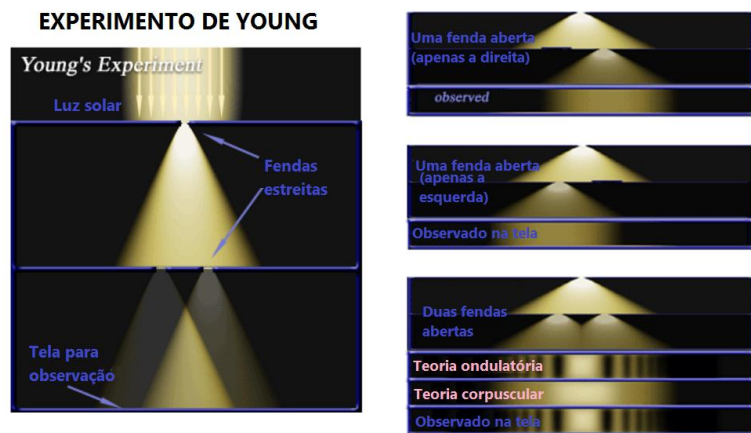 EXPERIMENTO DE YOUNG
Young's Experiment
Luz solar
Fendas
estreitas
Tela para
observação
Uma fenda aberta
(apenas a direita)
observed
Uma fenda aberta
(apenas a
esquerda)
Observado na tela
Duas fendas
abertas
Teoria ondulatória
Teoria corpuscular
Observado na tela